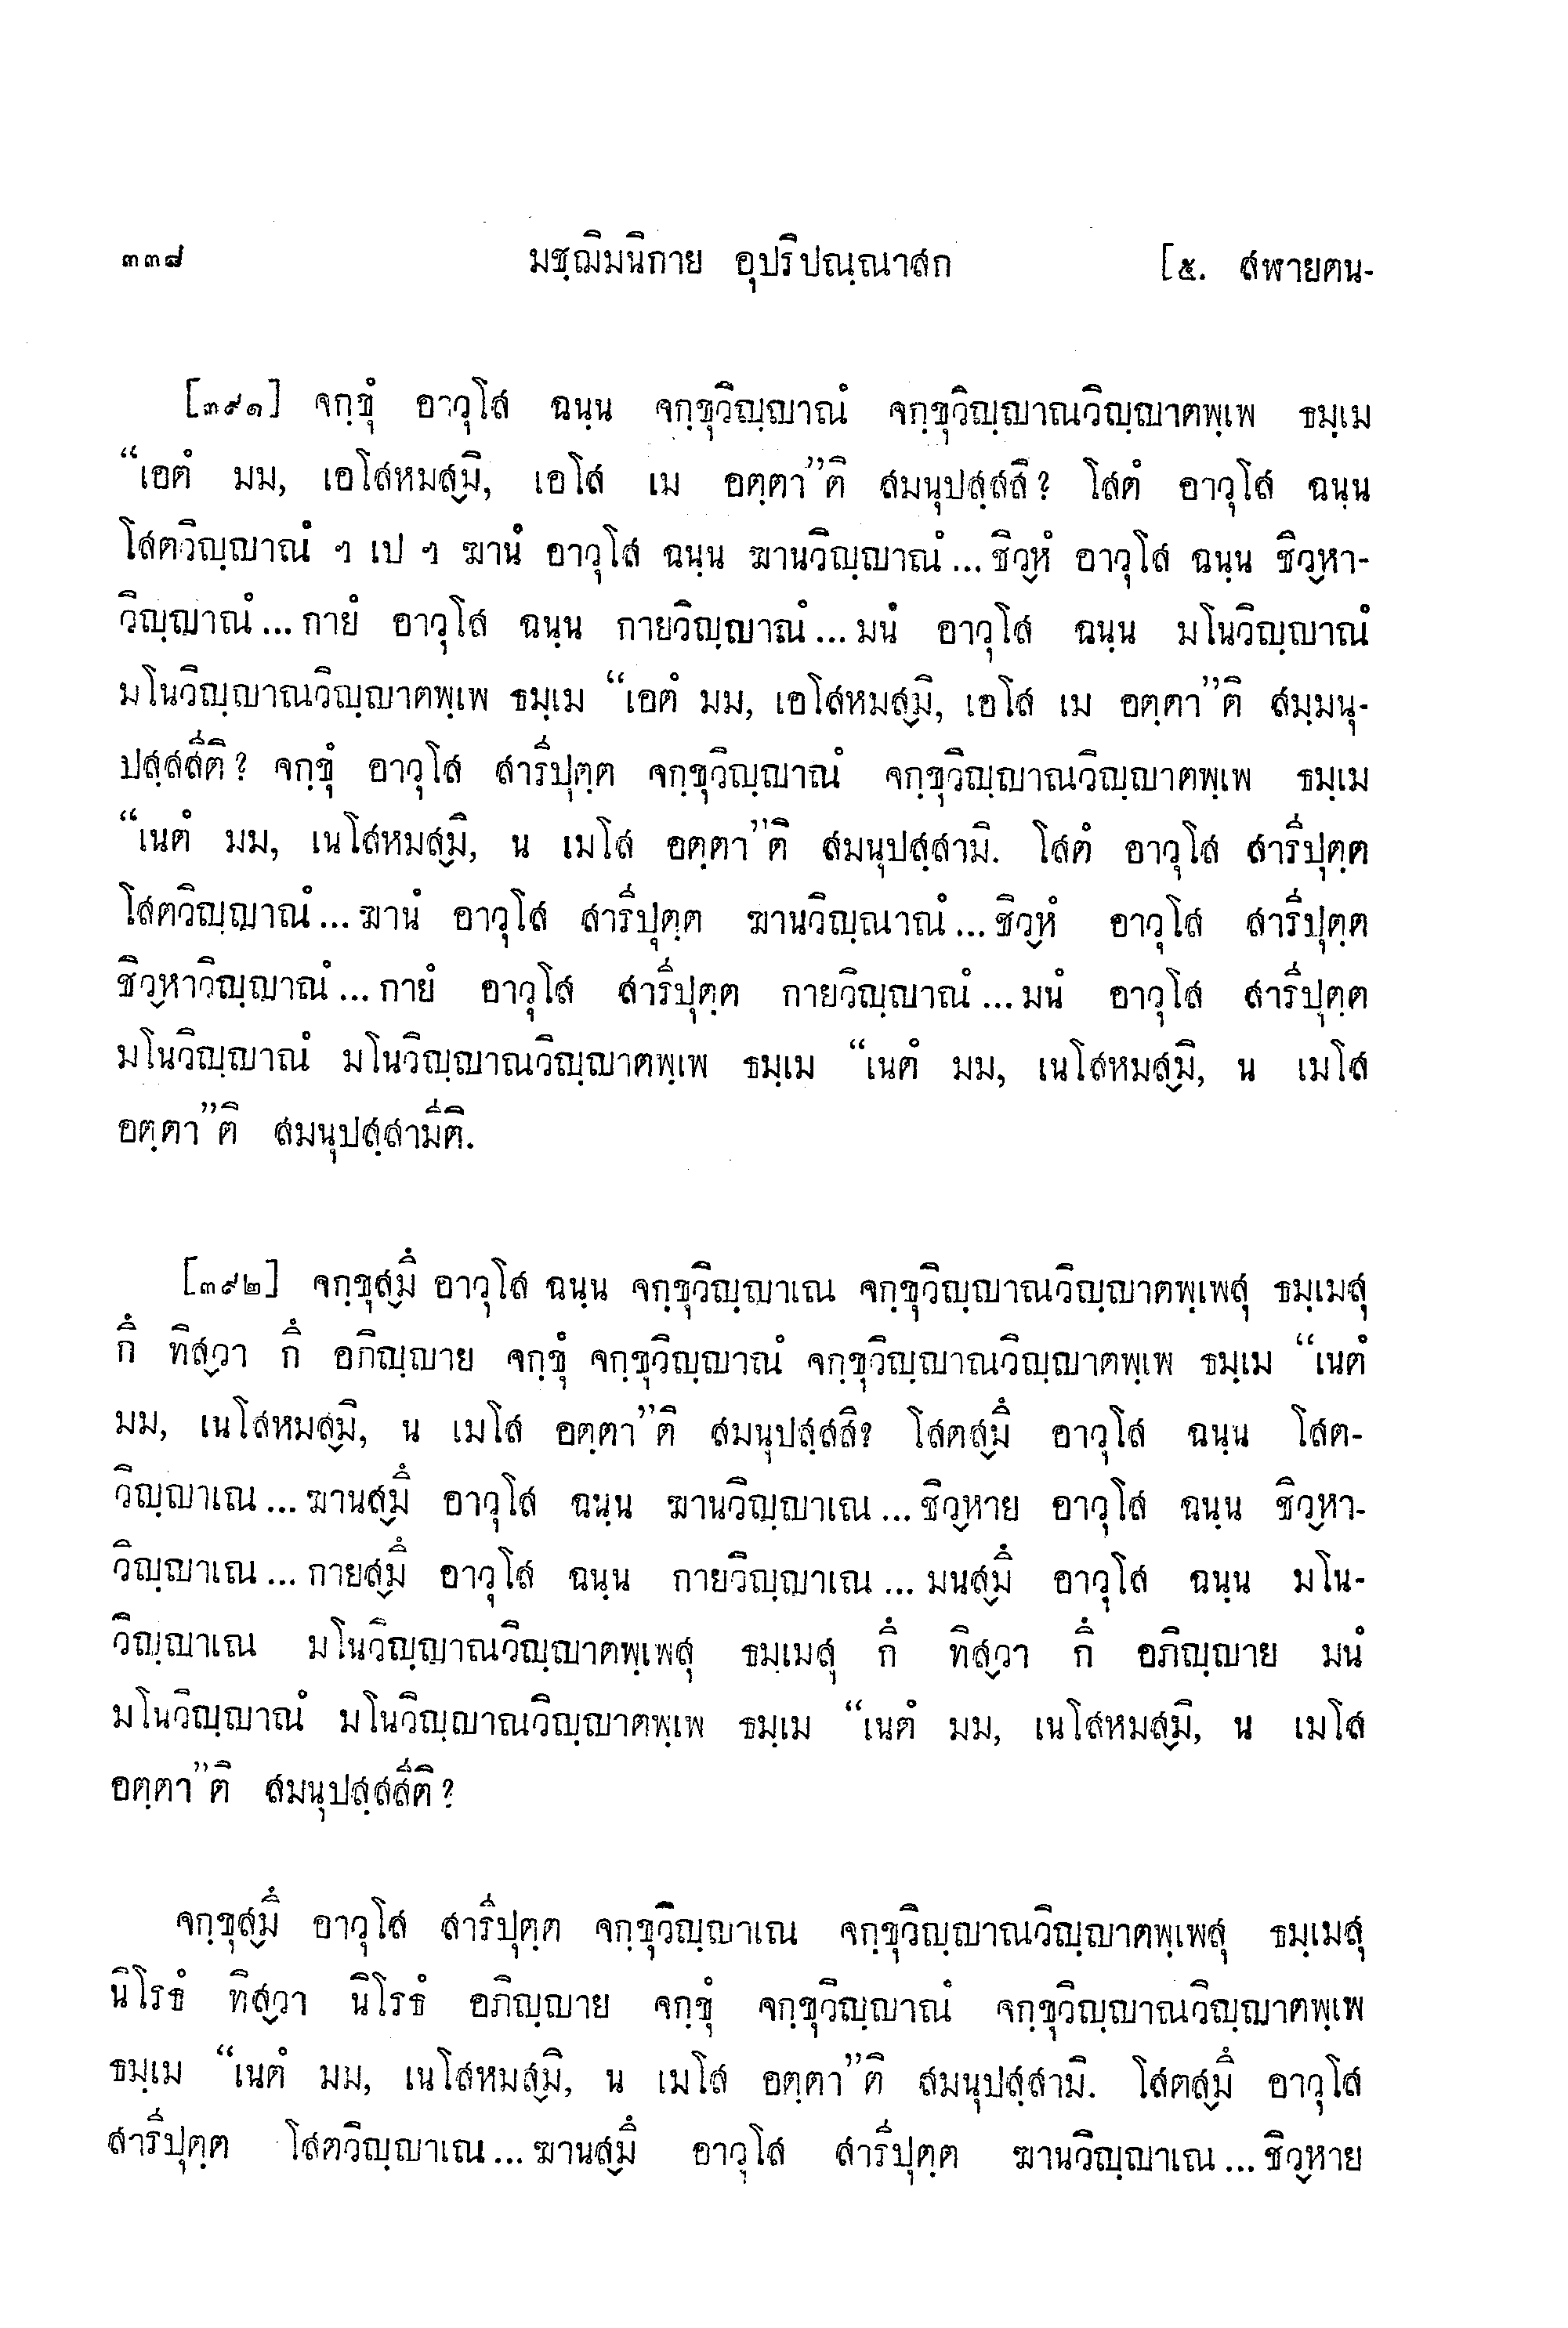 ๓๓๘ มชฺฌิมนิกาย อุปริปณฺณาสก [๕. สฬายตน-
[๓๙๑] จกฺขุํ อาวุโส ฉนฺน จกฺขุวิญฺญาณํ จกฺขุวิญฺญาณวิญฺญาตพฺเพ ธมฺเม
“เอตํ มม, เอโสหมส๎มิ, เอโส เม อตฺตา”ติ สมนุปสฺสสิ? โสตํ อาวุโส ฉนฺน
โสตวิญฺญาณํ ฯ เป ฯ ฆานํ อาวุโส ฉนฺน ฆานวิญฺญาณํ...ชิว๎หํ อาวุโส ฉนฺน ชิว๎หา-
วิญฺญาณํ...กายํ อาวุโส ฉนฺน กายวิญฺญาณํ...มนํ อาวุโส ฉนฺน มโนวิญฺญาณํ
มโนวิญฺญาณวิญฺญาตพฺเพ ธมฺเม “เอตํ มม, เอโสหมส๎มิ, เอโส เม อตฺตา”ติ สมฺมนุ-
ปสฺสสีติ? จกฺขุํ อาวุโส สารีปุตฺต จกฺขุวิญฺญาณํ จกฺขุวิญฺญาณวิญฺญาตพฺเพ ธมฺเม
“เนตํ มม, เนโสหมส๎มิ, น เมโส อตฺตา”ติ สมนุปสฺสามิ. โสตํ อาวุโส สารีปุตฺต
โสตวิญฺญาณํ...ฆานํ อาวุโส สารีปุตฺต ฆานวิญฺณาณํ...ชิว๎หํ อาวุโส สารีปุตฺต
ชิว๎หาวิญฺญาณํ...กายํ อาวุโส สารีปุตฺต กายวิญฺญาณํ...มนํ อาวุโส สารีปุตฺต
มโนวิญฺญาณํ มโนวิญฺญาณวิญฺญาตพฺเพ ธมฺเม “เนตํ มม, เนโสหมส๎มิ, น เมโส
อตฺตา”ติ สมนุปสฺสามีติ.
[๓๙๒] จกฺขุส๎มิํ อาวุโส ฉนฺน จกฺขุวิญฺญาเณ จกฺขุวิญฺญาณวิญฺญาตพฺเพสุ ธมฺเมสุ
กิํ ทิส๎วา กิํ อภิญฺญาย จกฺขุํ จกฺขุวิญฺญาณํ จกฺขุวิญฺญาณวิญฺญาตพฺเพ ธมฺเม “เนตํ
มม, เนโสหมส๎มิ, น เมโส อตฺตา”ติ สมนุปสฺสสิ? โสตส๎มิํ อาวุโส ฉนฺน โสต-
วิญฺญาเณ...ฆานส๎มิํ อาวุโส ฉนฺน ฆานวิญฺญาเณ...ชิว๎หาย อาวุโส ฉนฺน ชิว๎หา-
วิญฺญาเณ...กายส๎มิํ อาวุโส ฉนฺน กายวิญฺญาเณ...มนส๎มิํ อาวุโส ฉนฺน มโน-
วิญฺญาเณ มโนวิญฺญาณวิญฺญาตพฺเพสุ ธมฺเมสุ กิํ ทิส๎วา กิํ อภิญฺญาย มนํ
มโนวิญฺญาณํ มโนวิญฺญาณวิญฺญาตพฺเพ ธมฺเม “เนตํ มม, เนโสหมส๎มิ, น เมโส
อตฺตา”ติ สมนุปสฺสสีติ?
จกฺขุส๎มิํ อาวุโส สารีปุตฺต จกฺขุวิญฺญาเณ จกฺขุวิญฺญาณวิญฺญาตพฺเพสุ ธมฺเมสุ
นิโรธํ ทิส๎วา นิโรธํ อภิญฺญาย จกฺขุํ จกฺขุวิญฺญาณํ จกฺขุวิญฺญาณวิญฺญาตพฺเพ
ธมฺเม “เนตํ มม, เนโสหมส๎มิ, น เมโส อตฺตา”ติ สมนุปสฺสามิ. โสตส๎มิํ อาวุโส
สารีปุตฺต โสตวิญฺญาเณ...ฆานส๎มิํ อาวุโส สารีปุตฺต ฆานวิญฺญาเณ...ชิว๎หาย